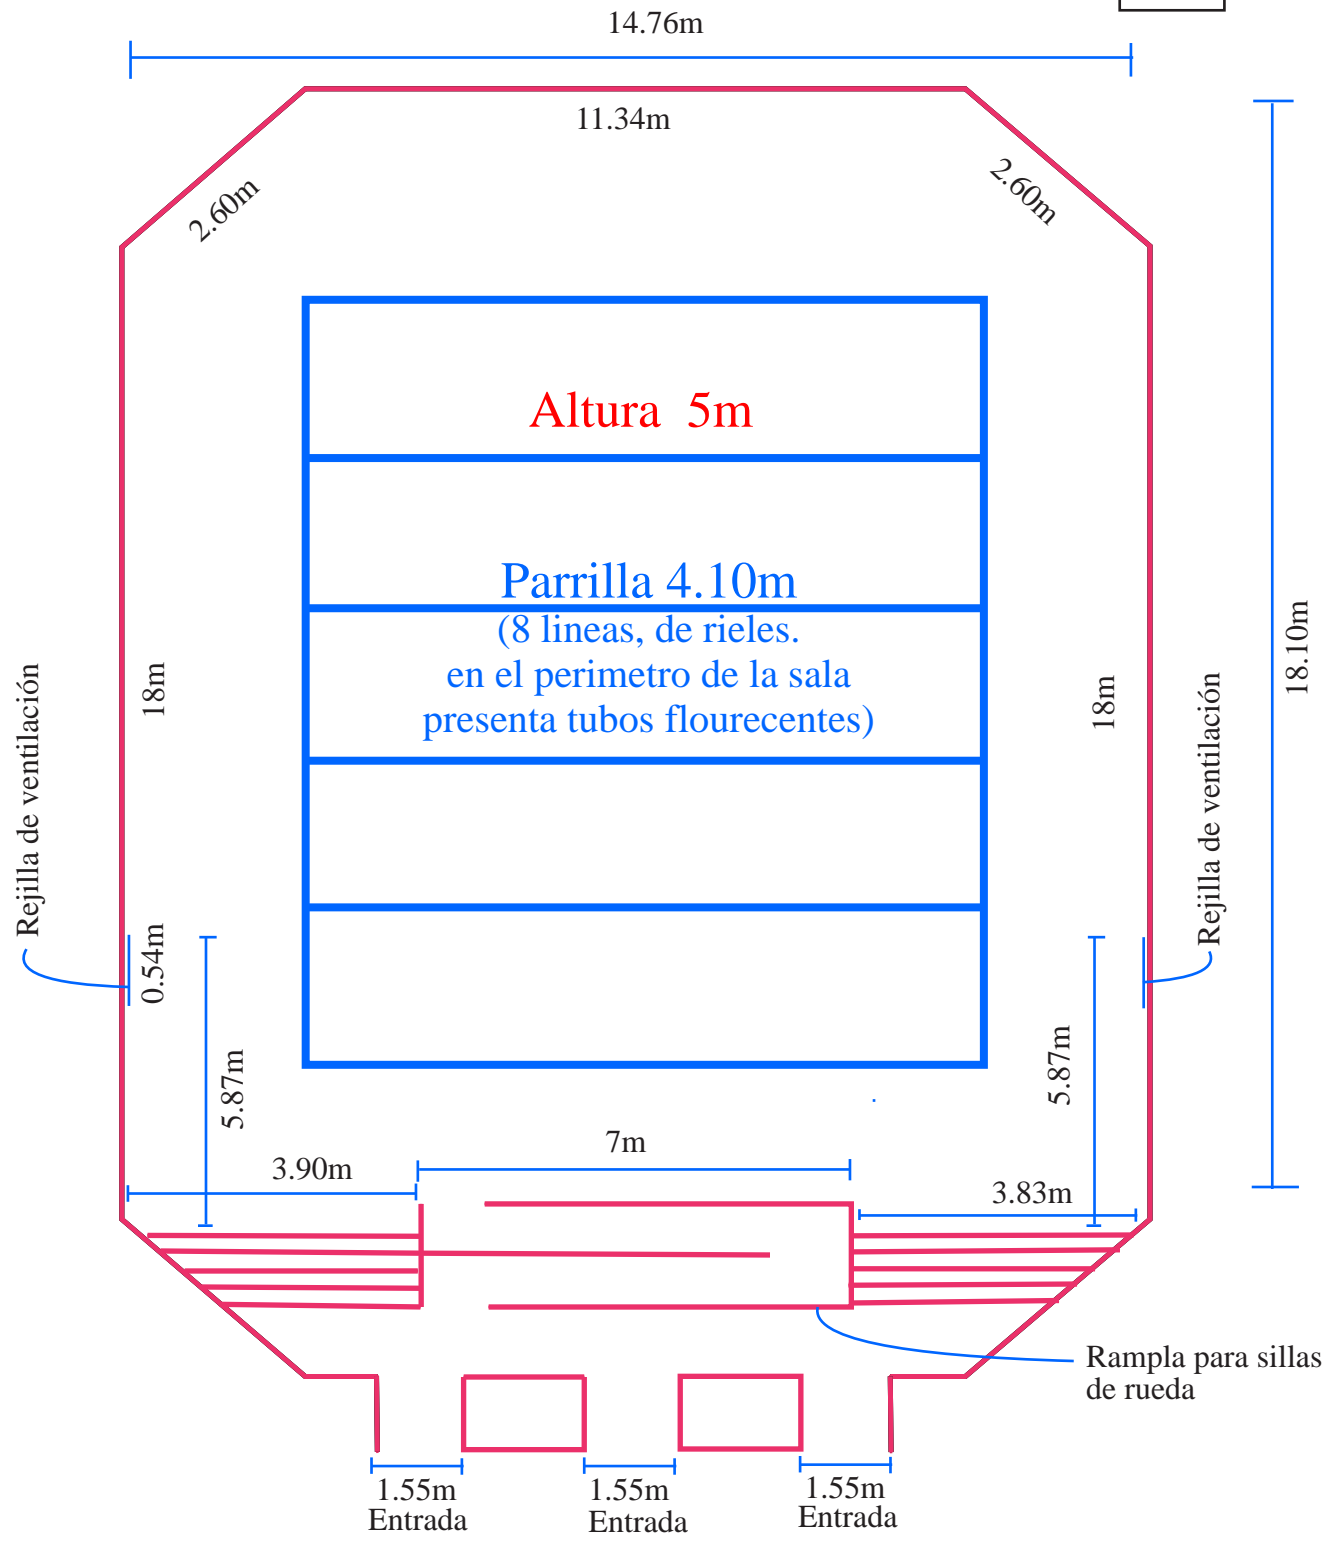 14.76m
11.34m
2.60m
2.60m
Altura 5m
Parrilla 4.10m
(8 lineas, de rieles.
en el perimetro de la sala
presenta tubos flourecentes)
18m
18m
18.10m
Rejilla de ventilación
Rejilla de ventilación
0.54m
5.87m
5.87m
7m
3.90m
3.83m
Rampla para sillas
de rueda
1.55m
Entrada
1.55m
Entrada
1.55m
Entrada